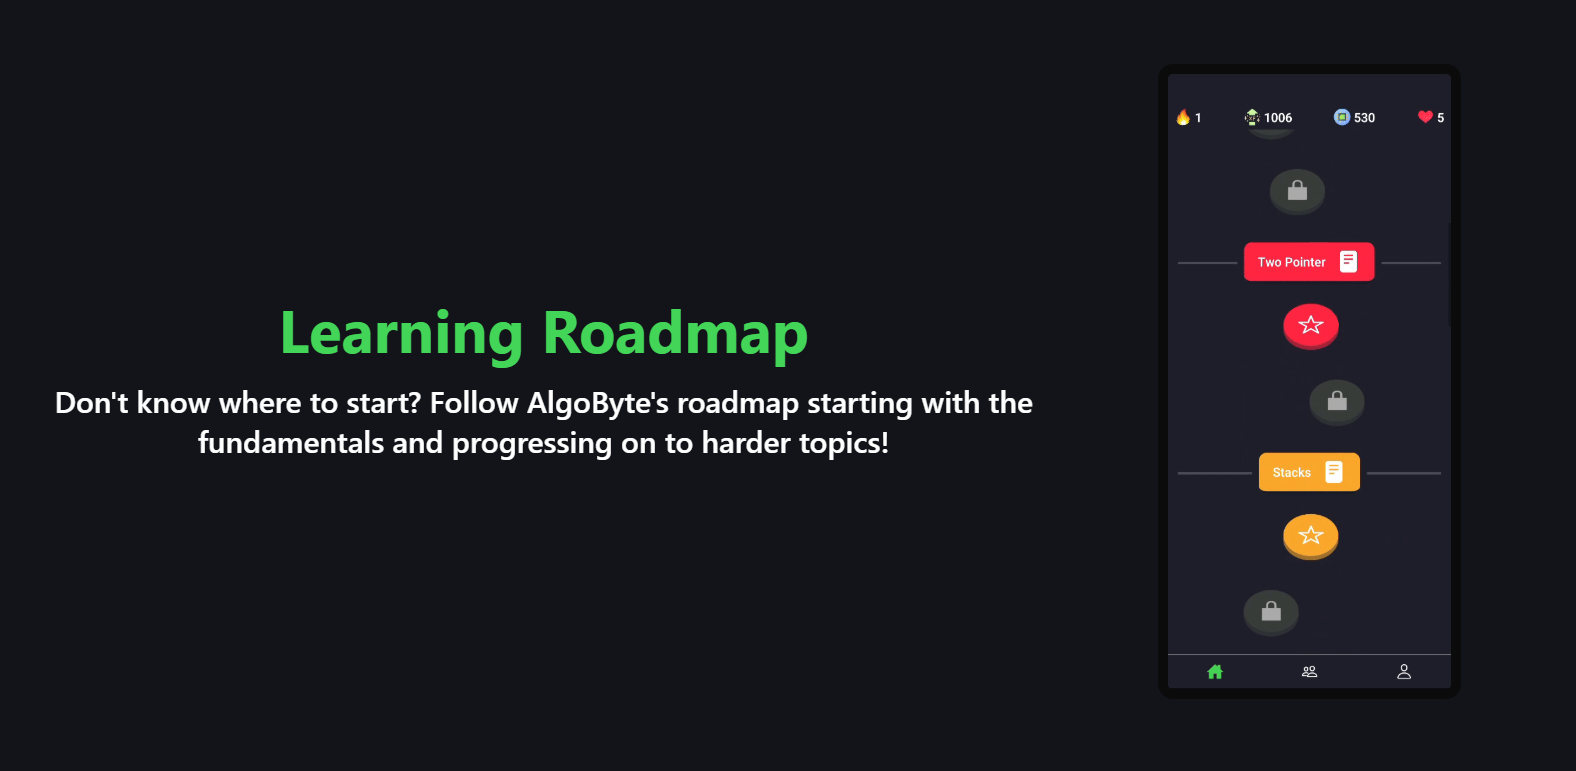 Learning Roadmap
Don't know where to start? Follow AlgoByte's roadmap starting with the
fundamentals and progressing on to harder topics!
1 1006 530 5
Two Pointer
Stacks